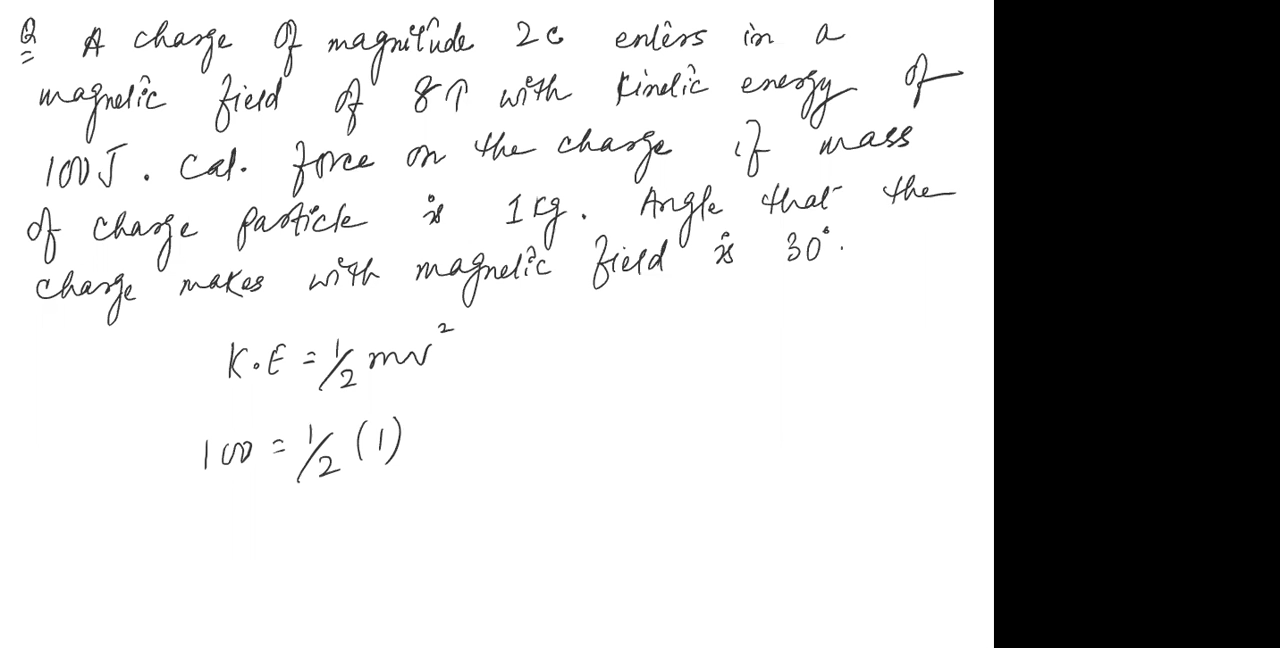 Q A charge of magnitude 2c enters in a
magnetic field of 8T with kinetic energy of
100J. Cal. force on the charge if mass
of charge particle is 1kg. Angle that the
charge makes with magnetic field is 30°.
K.E = 1/2 mv²
100 = 1/2 (1)